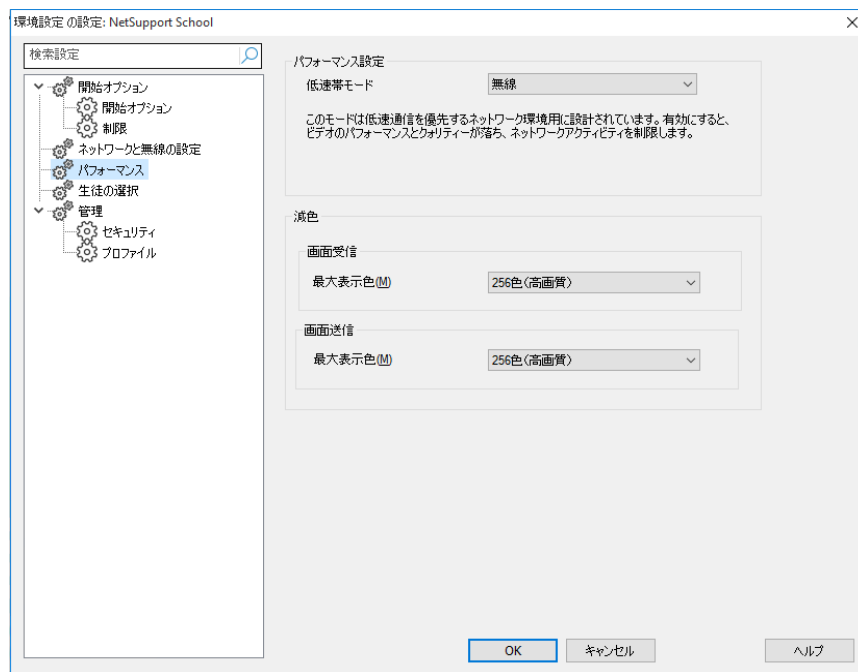 環境設定 の設定: NetSupport School
検索設定
開始オプション
開始オプション
制限
ネットワークと無線の設定
パフォーマンス
生徒の選択
管理
セキュリティ
プロファイル
パフォーマンス設定
低速帯モード
無線
このモードは低速通信を優先するネットワーク環境用に設計されています。有効にすると、
ビデオのパフォーマンスとクォリティーが落ち、ネットワークアクティビティを制限します。
減色
画面受信
最大表示色(M)
256色(高画質)
画面送信
最大表示色(M)
256色(高画質)
OK
キャンセル
ヘルプ